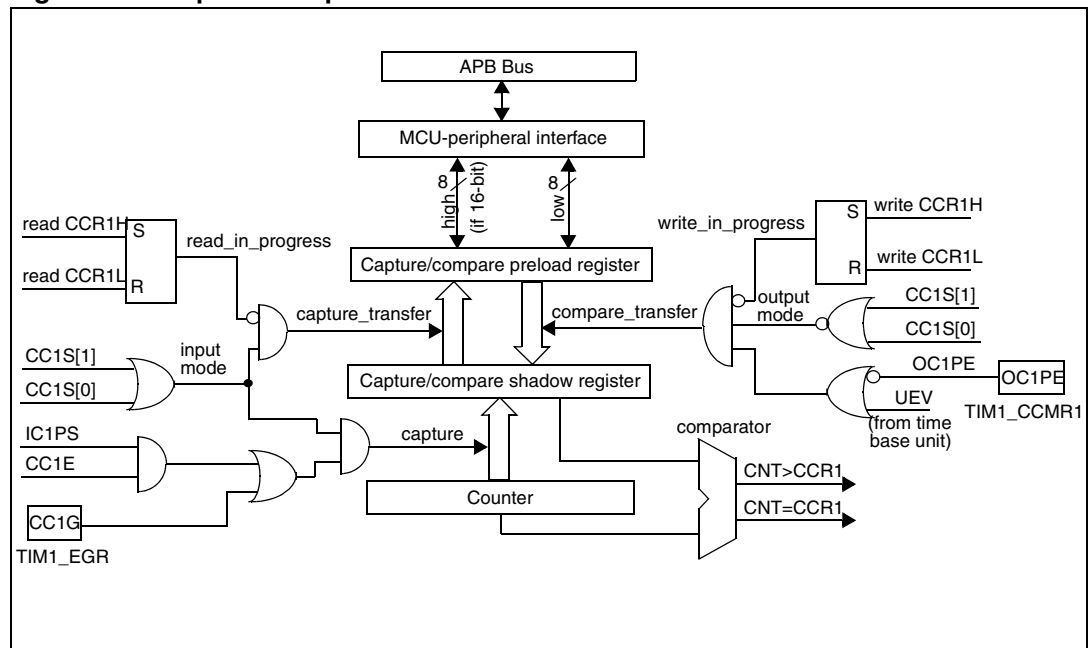 APB Bus
MCU-peripheral interface
8
high
(if 16-bit)
8
low
read CCR1H
S
read_in_progress
read CCR1L
R
write_in_progress
S
write CCR1H
R
write CCR1L
Capture/compare preload register
CC1S[1]
output
mode
CC1S[0]
capture_transfer
compare_transfer
input
mode
CC1S[1]
CC1S[0]
Capture/compare shadow register
OC1PE
OC1PE
UEV
TIM1_CCMR1
(from time
base unit)
IC1PS
CC1E
capture
comparator
CNT>CCR1
Counter
CNT=CCR1
CC1G
TIM1_EGR